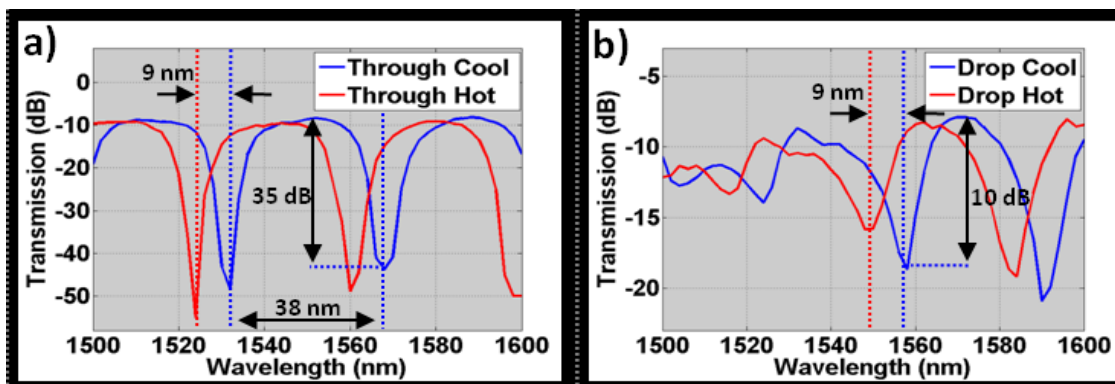 a)
0
-10
-20
-30
-40
-50
Transmission (dB)
9 nm
Through Cool
Through Hot
35 dB
38 nm
1500 1520 1540 1560 1580 1600
Wavelength (nm)
b)
-5
-10
-15
-20
Transmission (dB)
9 nm
Drop Cool
Drop Hot
10 dB
1500 1520 1540 1560 1580 1600
Wavelength (nm)